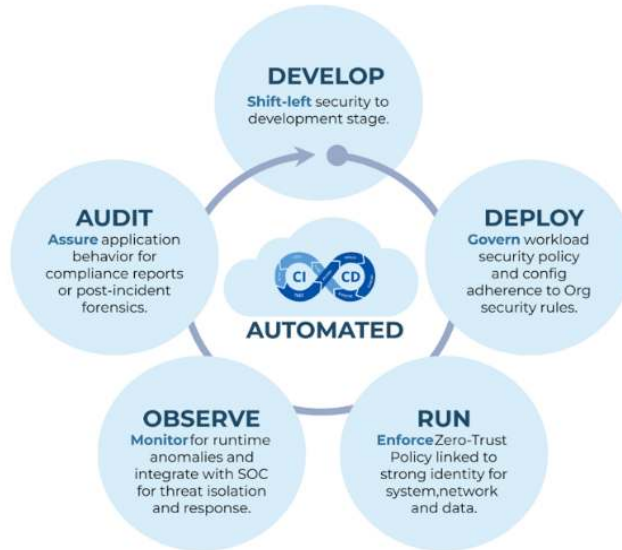 DEVELOP
Shift-left security to
development stage.
DEPLOY
Govern workload
security policy
and config
adherence to Org
security rules.
RUN
EnforceZero-Trust
Policy linked to
strong identity for
system,network
and data.
OBSERVE
Monitor for runtime
anomalies and
integrate with SOC
for threat isolation
and response.
AUDIT
Assure application
behavior for
compliance reports
or post-incident
forensics.
CI CD
AUTOMATED